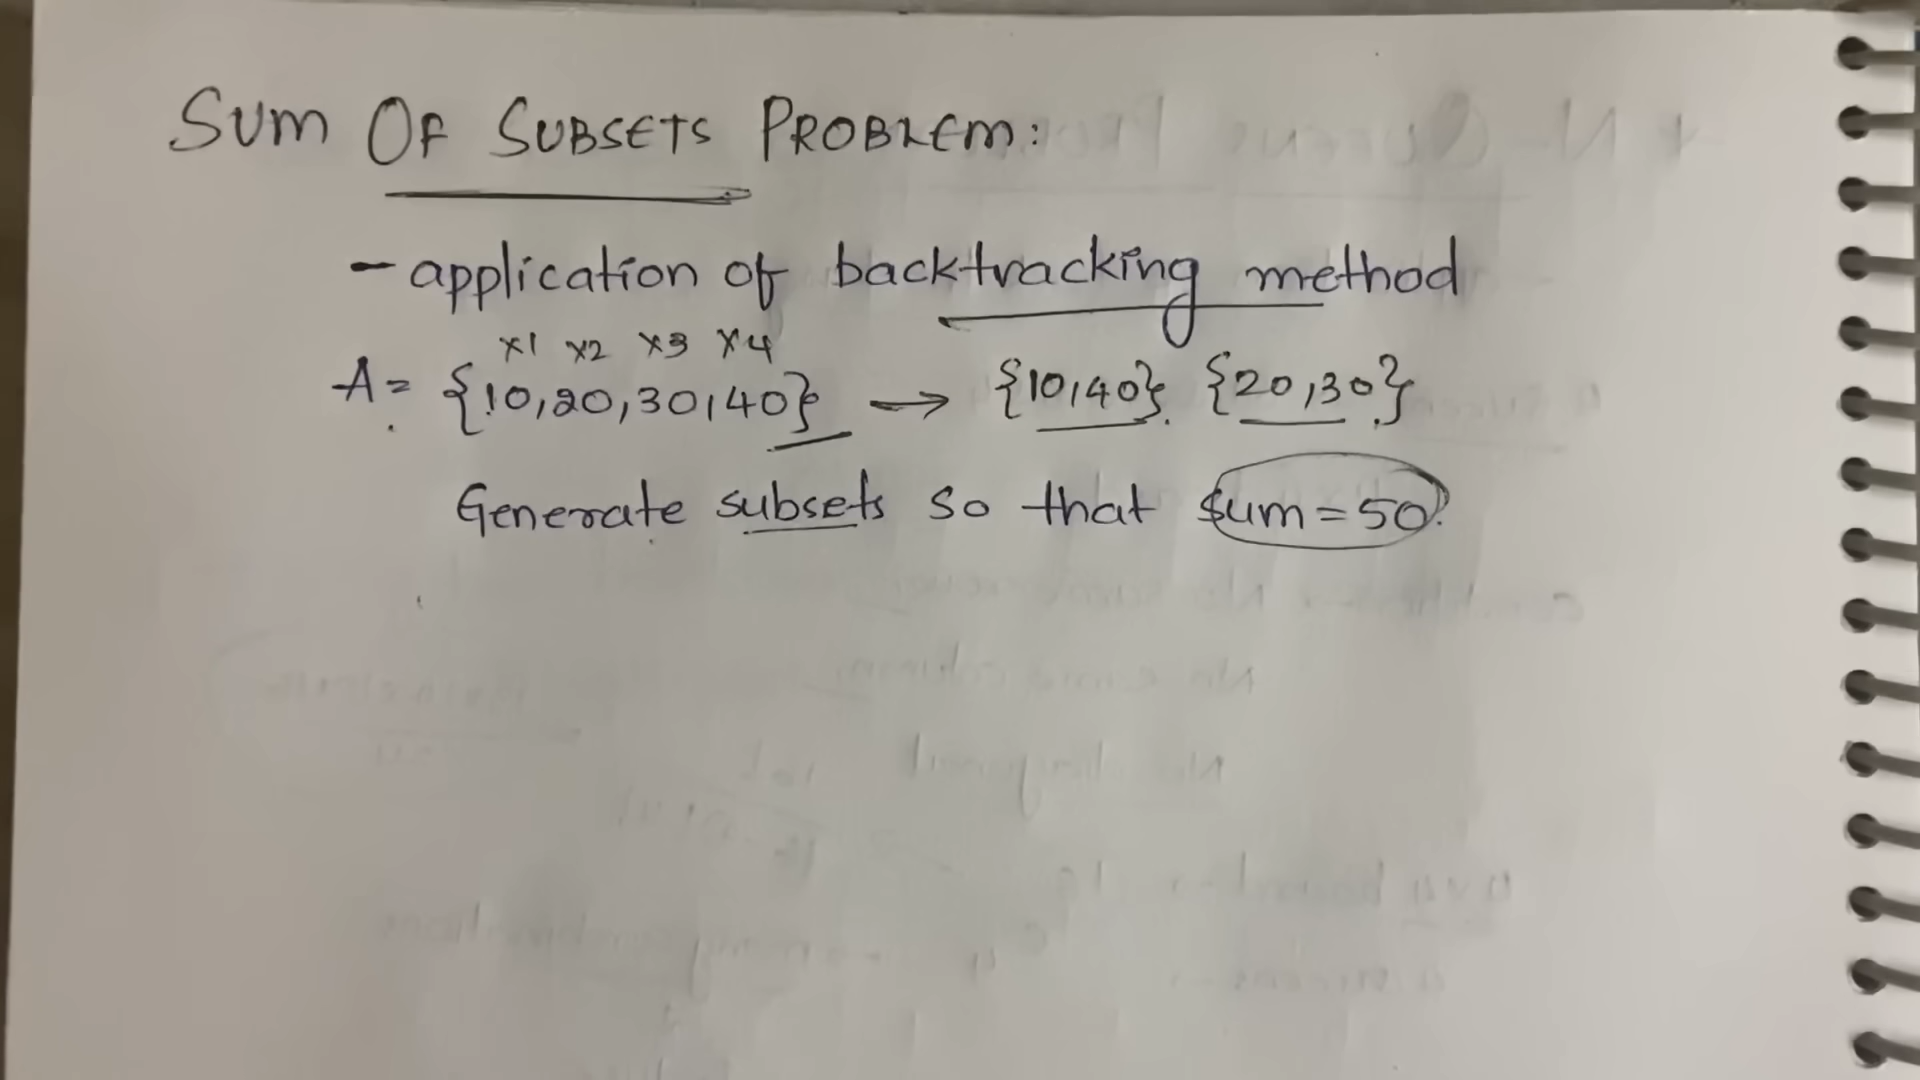 SUM OF SUBSETS PROBLEM:
- application of backtracking method
x1 x2 x3 x4
A = {10,20,30,40} → {10,40}. {20,30}.
Generate subsets so that sum = 50.